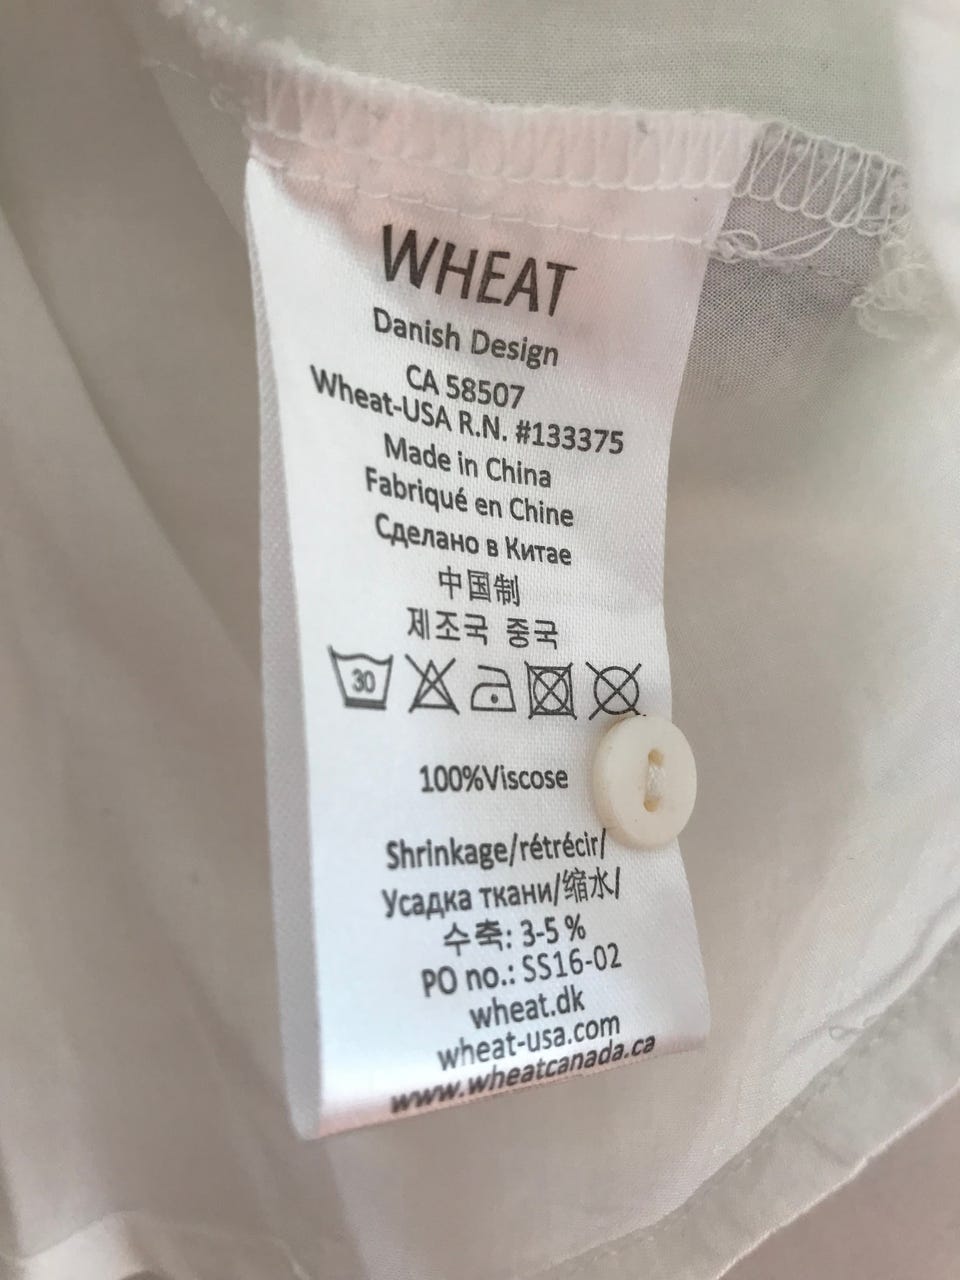 WHEAT
Danish Design
CA 58507
Wheat-USA R.N. #133375
Made in China
Fabriqué en Chine
Сделано в Китае
中国制
제조국 중국
30
100%Viscose
Shrinkage/rétrécir/
Усадка ткани/缩水/
수축: 3-5 %
PO no.: SS16-02
wheat.dk
wheat-usa.com
www.wheatcanada.ca